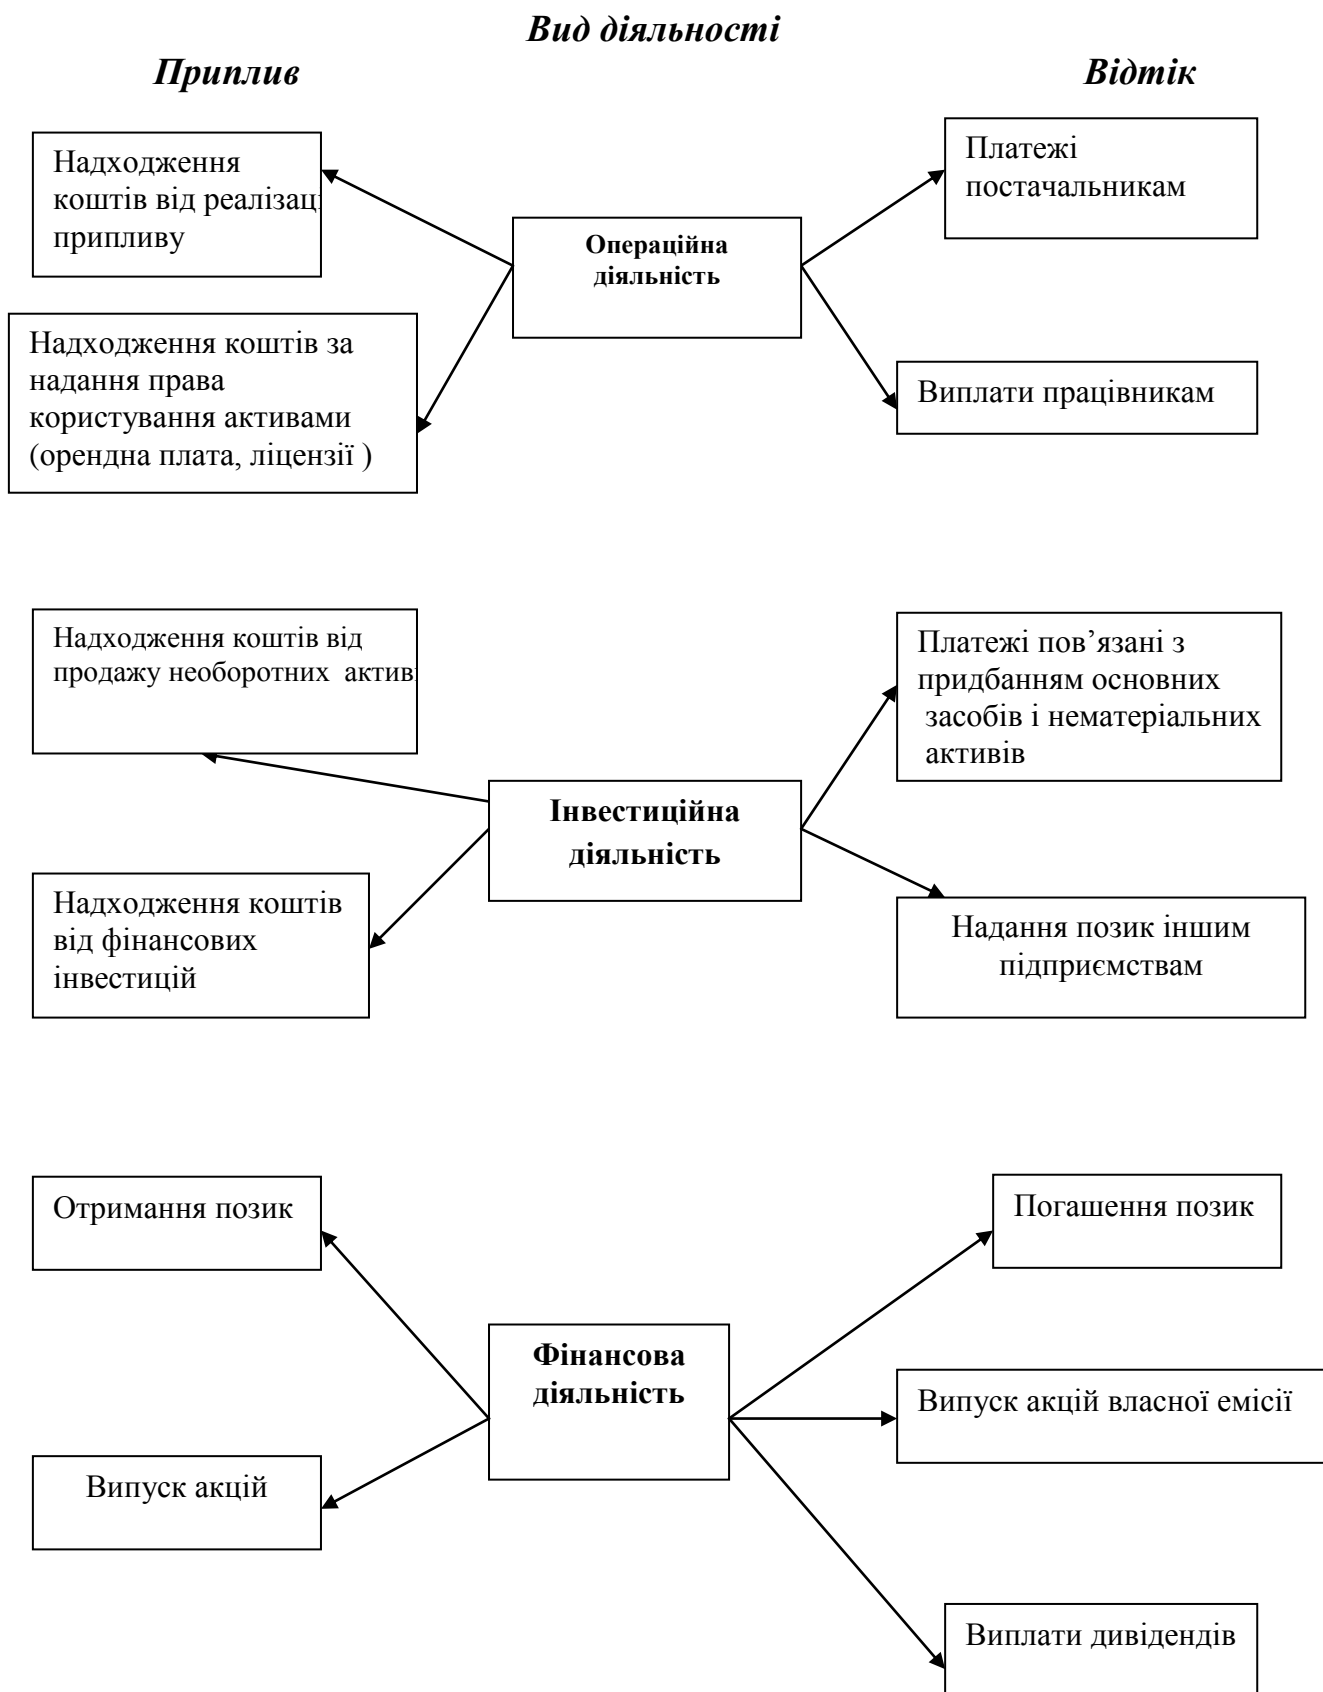 Вид діяльності
Приплив
Відтік
Надходження
коштів від реалізаці
припливу
Надходження коштів за
надання права
користування активами
(орендна плата, ліцензії )
Операційна
діяльність
Платежі
постачальникам
Виплати працівникам
Надходження коштів від
продажу необоротних активі
Надходження коштів
від фінансових
інвестицій
Інвестиційна
діяльність
Платежі пов’язані з
придбанням основних
засобів і нематеріальних
активів
Надання позик іншим
підприємствам
Отримання позик
Випуск акцій
Фінансова
діяльність
Погашення позик
Випуск акцій власної емісії
Виплати дивідендів